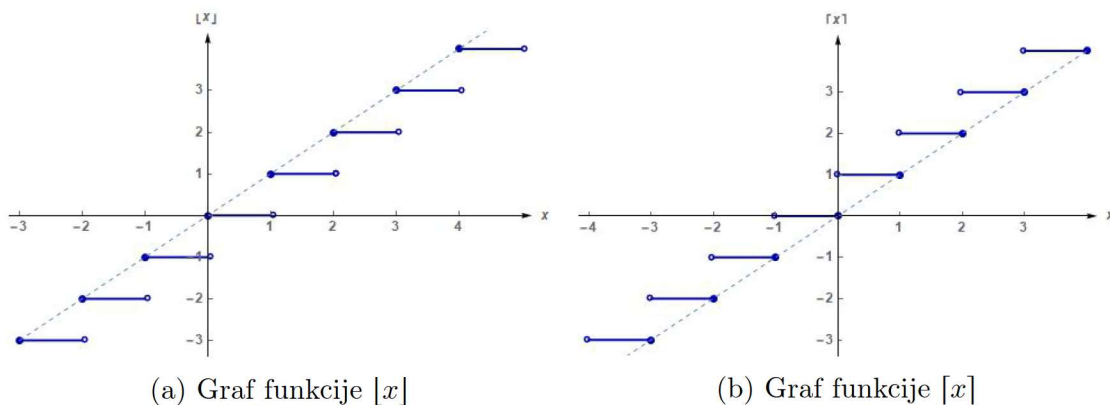 ⌊x⌋
3
2
1
-3 -2 -1 1 2 3 4 x
-1
-2
-3
(a) Graf funkcije ⌊x⌋
⌈x⌉
3
2
1
-4 -3 -2 -1 1 2 3 x
-1
-2
-3
(b) Graf funkcije ⌈x⌉